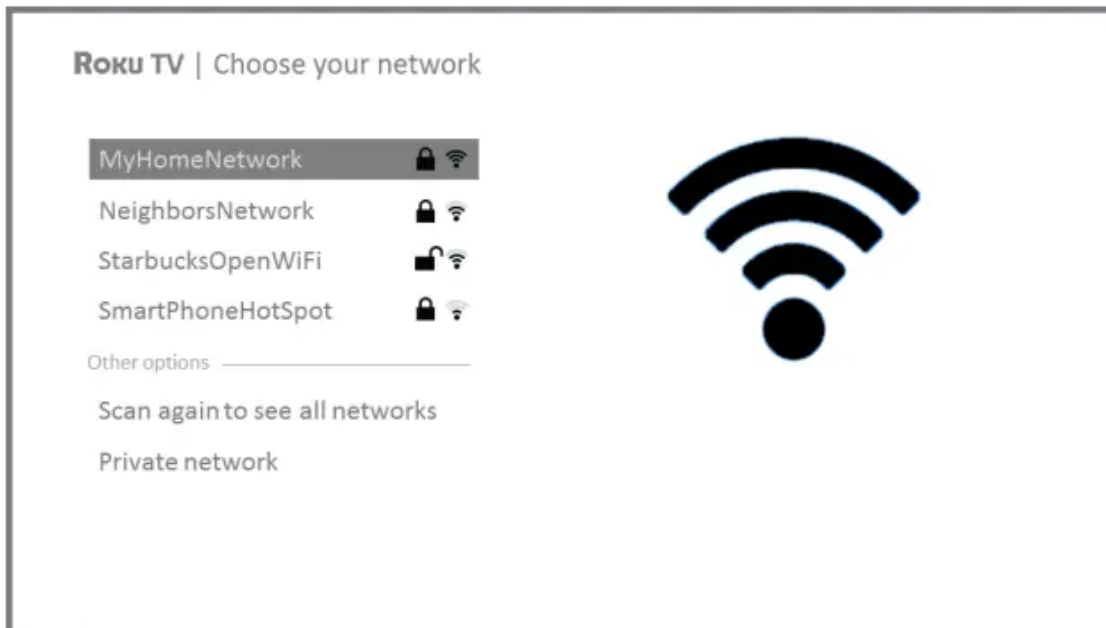 Roku TV | Choose your network
MyHomeNetwork
NeighborsNetwork
StarbucksOpenWiFi
SmartPhoneHotSpot
Other options
Scan again to see all networks
Private network